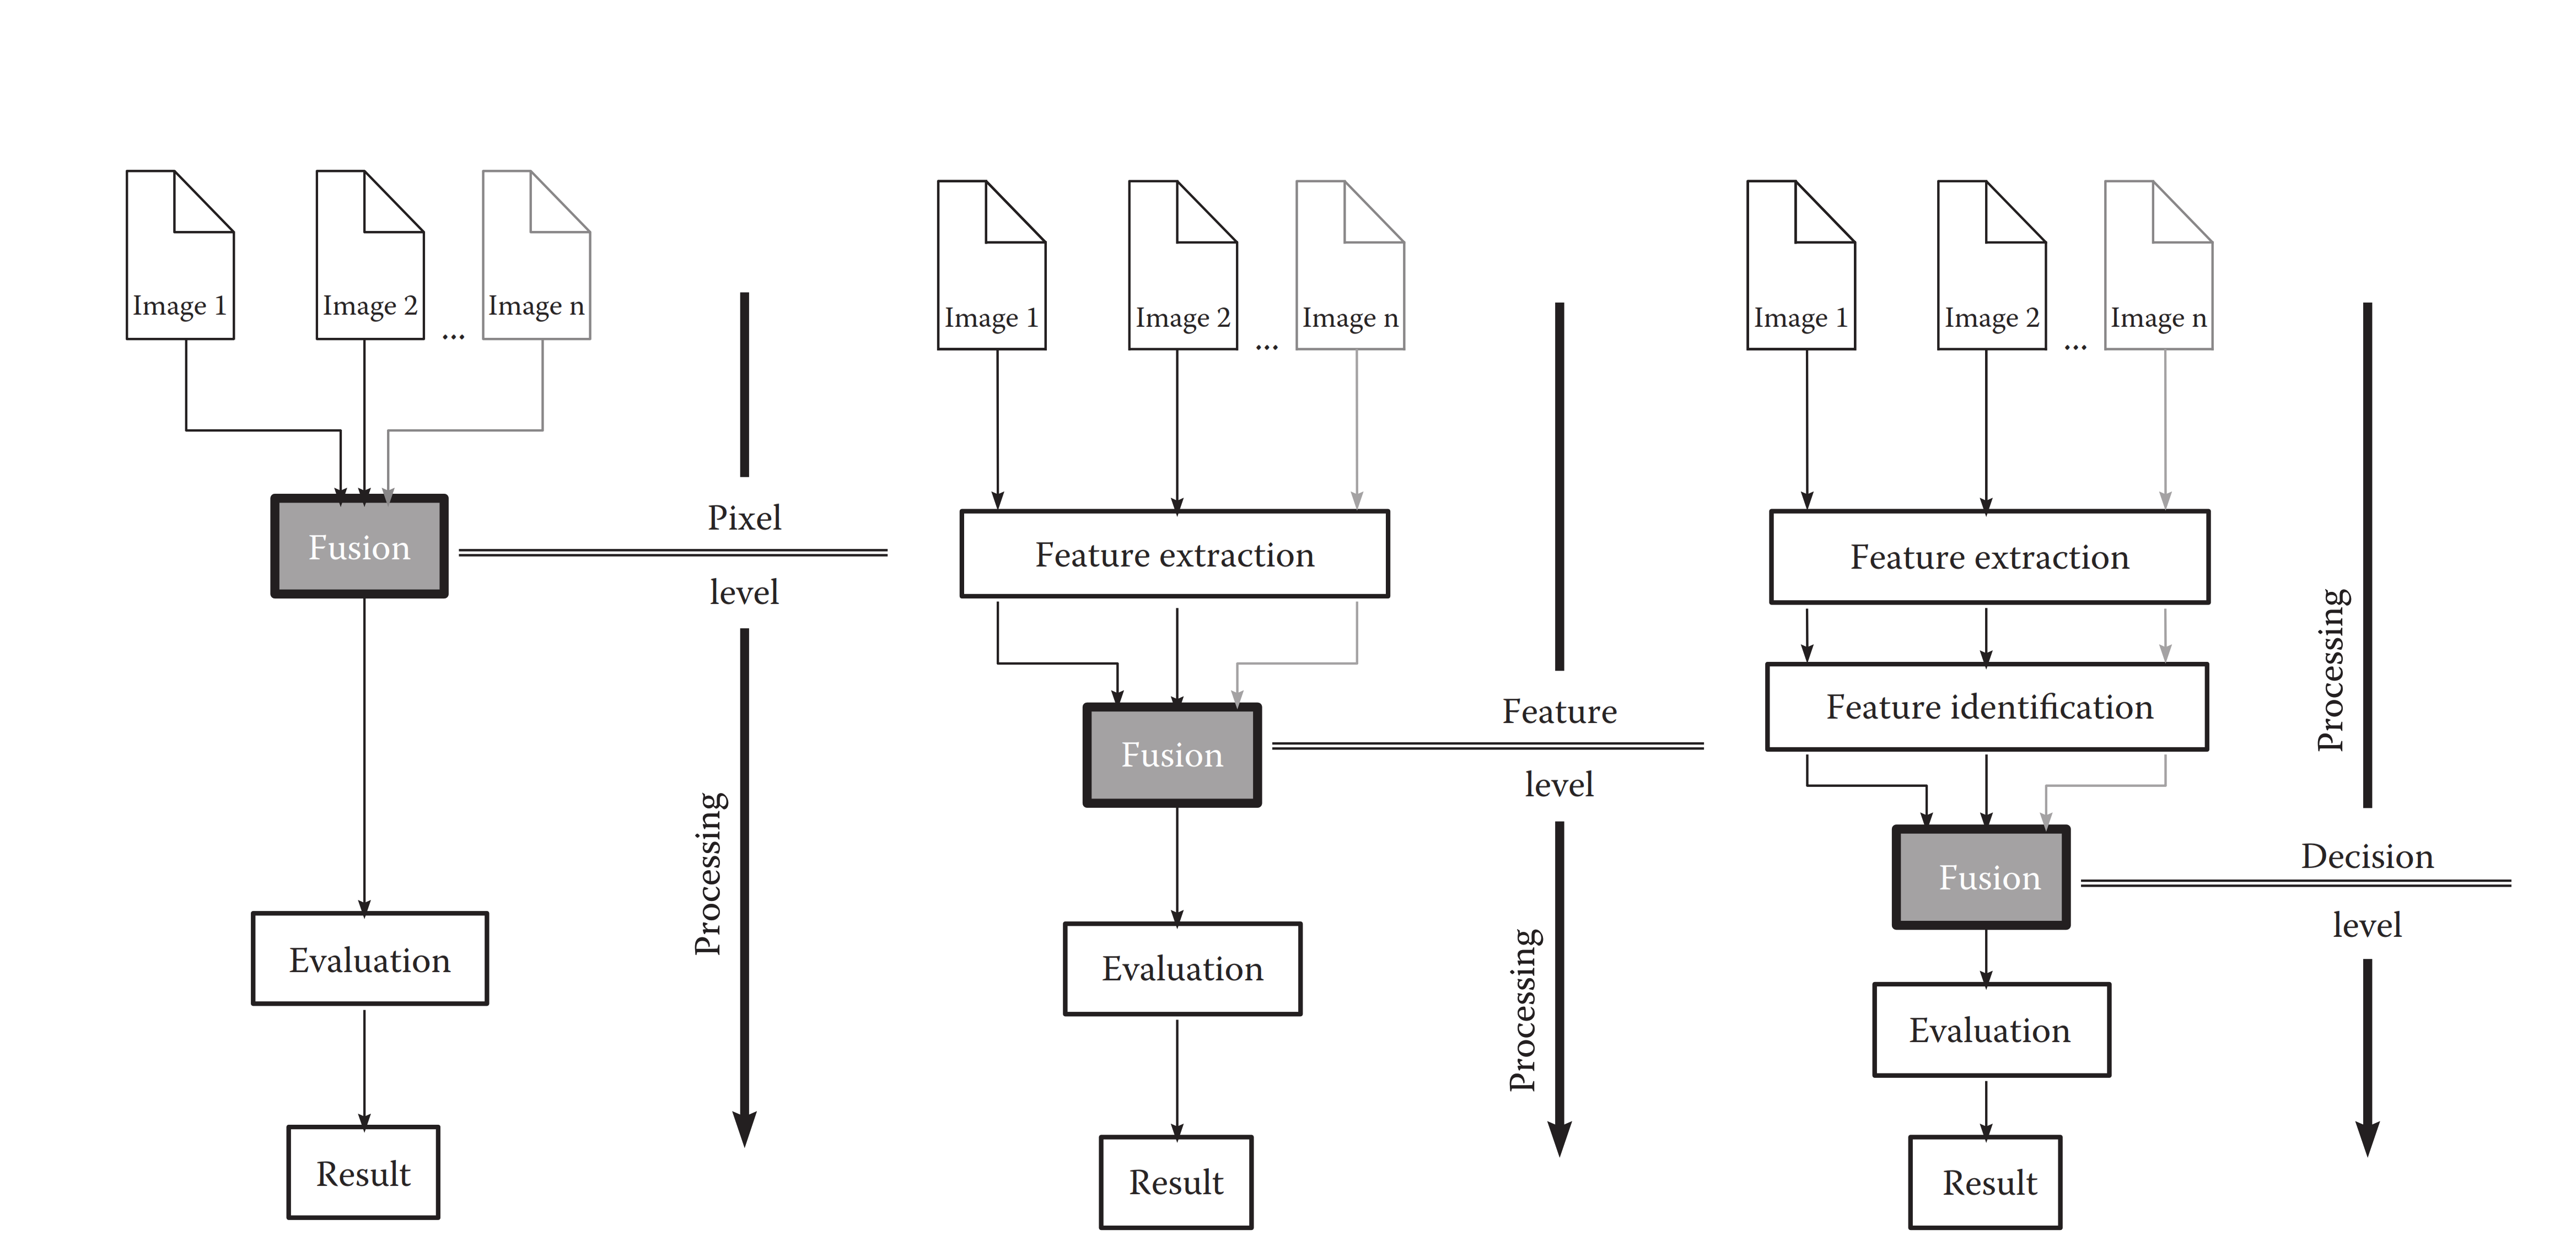 Image 1
Image 2
...
Image n
Fusion
Pixel
level
Processing
Evaluation
Result
Image 1
Image 2
...
Image n
Feature extraction
Fusion
Feature
level
Processing
Evaluation
Result
Image 1
Image 2
...
Image n
Feature extraction
Feature identification
Processing
Fusion
Decision
level
Evaluation
Result